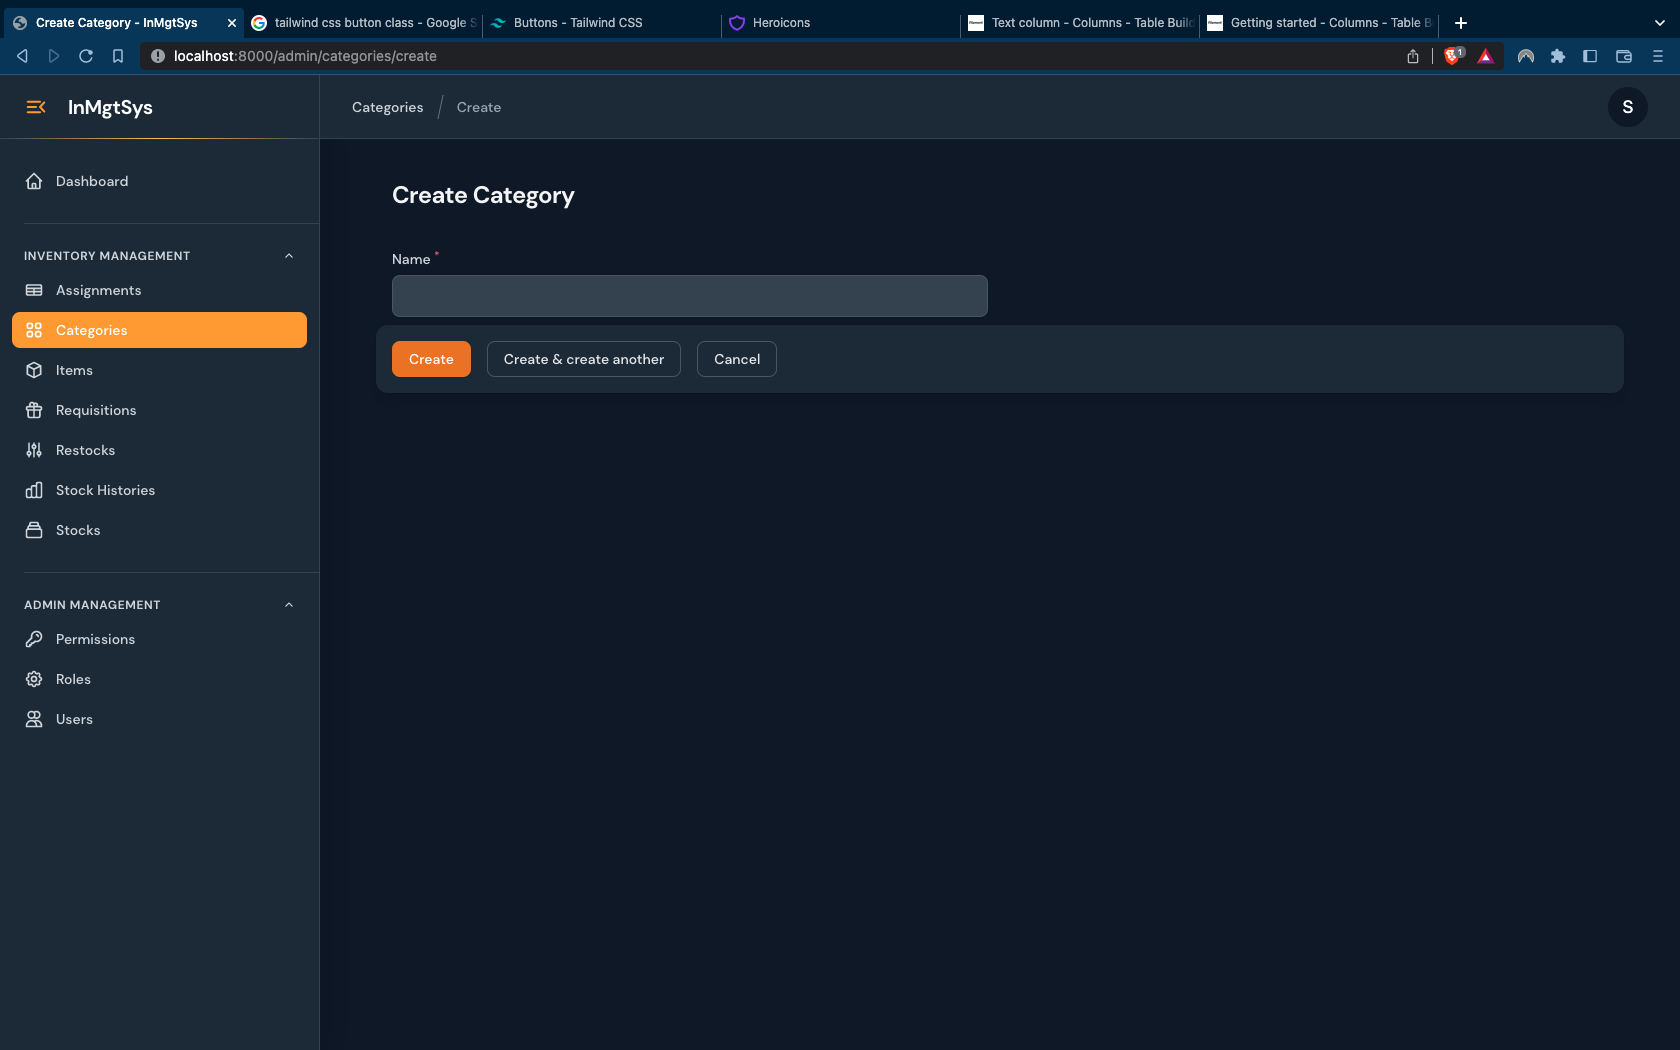 Create Category - InMgtSys
tailwind css button class - Google S
Buttons - Tailwind CSS
Heroicons
Text column - Columns - Table Build
Getting started - Columns - Table B
localhost:8000/admin/categories/create
1
InMgtSys
Categories / Create
S
Dashboard
INVENTORY MANAGEMENT
Assignments
Categories
Items
Requisitions
Restocks
Stock Histories
Stocks
ADMIN MANAGEMENT
Permissions
Roles
Users
Create Category
Name *
Create
Create & create another
Cancel